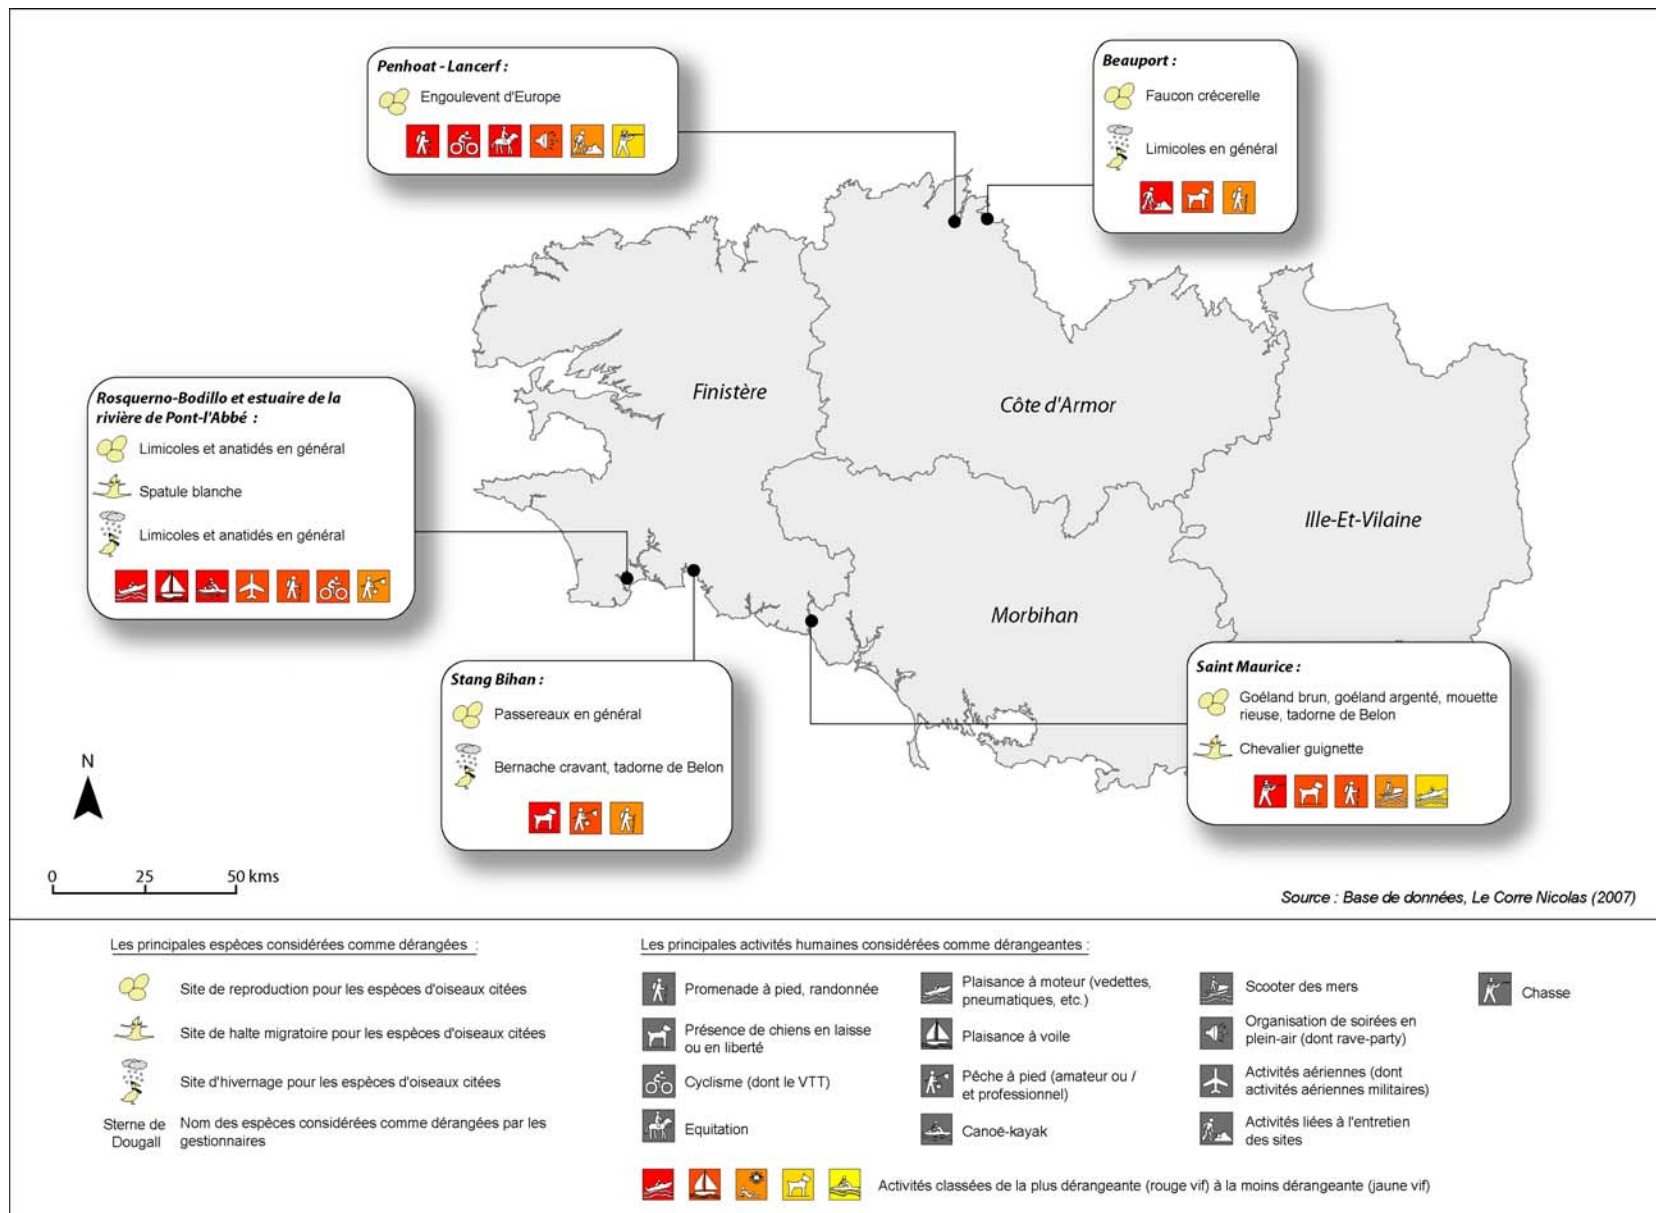 Penhoat - Lancerf :
Engoulevent d'Europe
Beauport :
Faucon crécerelle
Limicoles en général
Rosquerno-Bodillo et estuaire de la
rivière de Pont-l'Abbé :
Limicoles et anatidés en général
Spatule blanche
Limicoles et anatidés en général
Finistère
Côte d'Armor
Ille-Et-Vilaine
Morbihan
Stang Bihan :
Passereaux en général
Bernache cravant, tadorne de Belon
Saint Maurice :
Goéland brun, goéland argenté, mouette
rieuse, tadorne de Belon
Chevalier guignette
N
0 25 50 kms
Source : Base de données, Le Corre Nicolas (2007)
Les principales espèces considérées comme dérangées :
Site de reproduction pour les espèces d'oiseaux citées
Site de halte migratoire pour les espèces d'oiseaux citées
Site d'hivernage pour les espèces d'oiseaux citées
Sterne de
Dougall
Nom des espèces considérées comme dérangées par les
gestionnaires
Les principales activités humaines considérées comme dérangeantes :
Promenade à pied, randonnée
Présence de chiens en laisse
ou en liberté
Cyclisme (dont le VTT)
Equitation
Plaisance à moteur (vedettes,
pneumatiques, etc.)
Plaisance à voile
Pêche à pied (amateur ou /
et professionnel)
Canoë-kayak
Scooter des mers
Organisation de soirées en
plein-air (dont rave-party)
Activités aériennes (dont
activités aériennes militaires)
Activités liées à l'entretien
des sites
Chasse
Activités classées de la plus dérangeante (rouge vif) à la moins dérangeante (jaune vif)